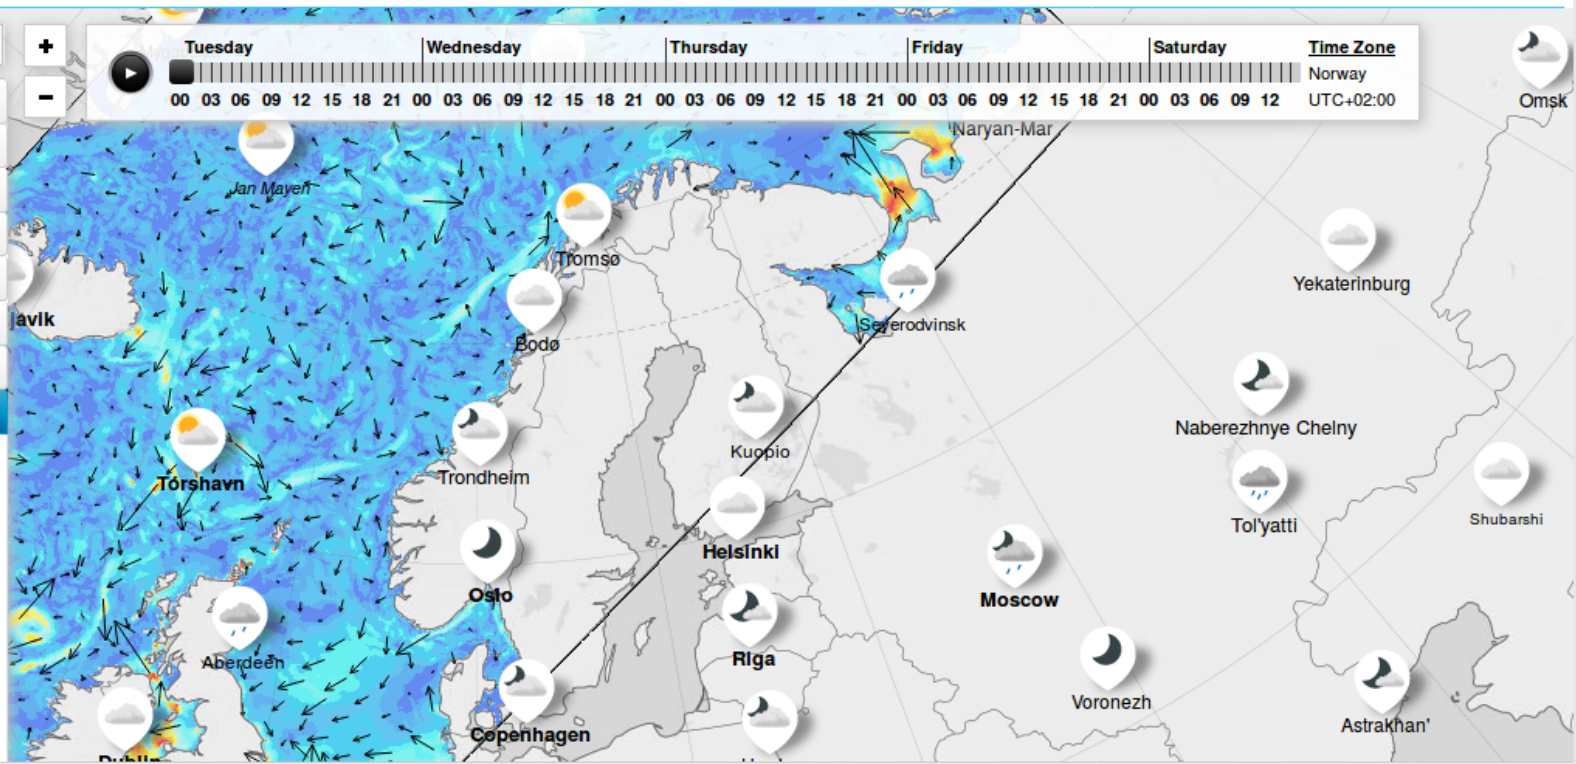 +
−
Tuesday Wednesday Thursday Friday Saturday Time Zone
Norway
00 03 06 09 12 15 18 21 00 03 06 09 12 15 18 21 00 03 06 09 12 15 18 21 00 03 06 09 12 15 18 21 00 03 06 09 12 UTC+02:00
Omsk
Naryan-Mar
Jan Mayen
Tromsø
Yekaterinburg
javik
Severodvinsk
Bodø
Naberezhnye Chelny
Kuopio
Trondheim
Tórshavn
Shubarshi
Tol'yatti
Helsinki
Oslo
Moscow
Riga
Aberdeen
Voronezh
Astrakhan'
Copenhagen
Dublin